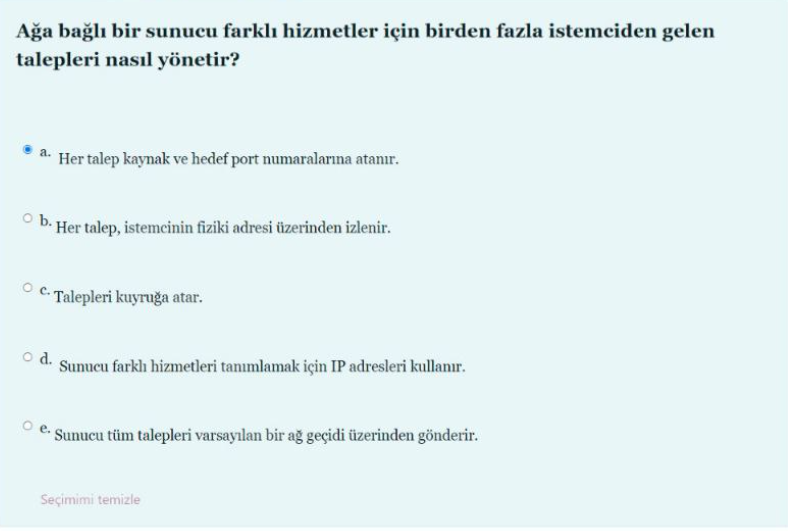 Ağa bağlı bir sunucu farklı hizmetler için birden fazla istemciden gelen
talepleri nasıl yönetir?
a. Her talep kaynak ve hedef port numaralarına atanır.
b. Her talep, istemcinin fiziki adresi üzerinden izlenir.
c. Talepleri kuyruğa atar.
d. Sunucu farklı hizmetleri tanımlamak için IP adresleri kullanır.
e. Sunucu tüm talepleri varsayılan bir ağ geçidi üzerinden gönderir.
Seçimimi temizle